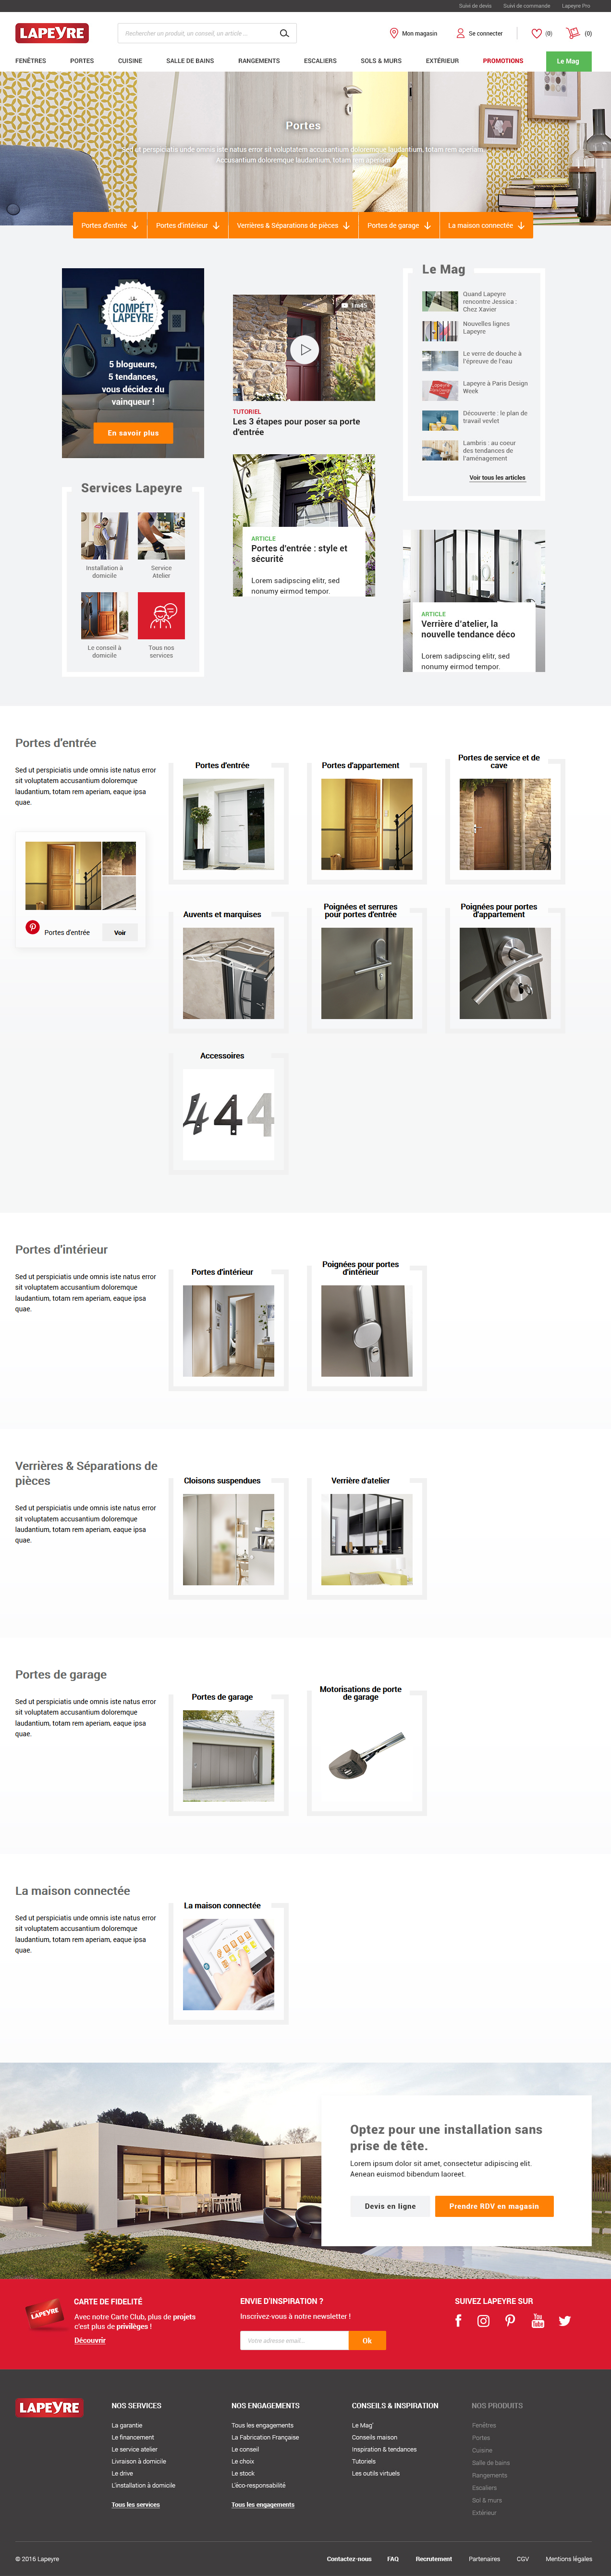 Suivi de devis Suivi de commande Lapeyre Pro
LAPEYRE
Rechercher un produit, un conseil, un article ...
Mon magasin
Se connecter
(0)
(0)
FENÊTRES PORTES CUISINE SALLE DE BAINS RANGEMENTS ESCALIERS SOLS & MURS EXTÉRIEUR PROMOTIONS Le Mag
Portes
Sed ut perspiciatis unde omnis iste natus error sit voluptatem accusantium doloremque laudantium, totam rem aperiam,
Accusantium doloremque laudantium, totam rem aperiam
Portes d'entrée Portes d'intérieur Verrières & Séparations de pièces Portes de garage La maison connectée
COMPÉT'
LAPEYRE
5 blogueurs,
5 tendances,
vous décidez du
vainqueur !
En savoir plus
Services Lapeyre
Installation à
domicile
Service
Atelier
Le conseil à
domicile
Tous nos
services
1m45
TUTORIEL
Les 3 étapes pour poser sa porte
d'entrée
ARTICLE
Portes d'entrée : style et
sécurité
Lorem sadipscing elitr, sed
nonumy eirmod tempor.
Le Mag
Quand Lapeyre
rencontre Jessica :
Chez Xavier
Nouvelles lignes
Lapeyre
Le verre de douche à
l'épreuve de l'eau
Lapeyre à Paris Design
Week
Découverte : le plan de
travail vevlet
Lambris : au coeur
des tendances de
l'aménagement
Voir tous les articles
ARTICLE
Verrière d'atelier, la
nouvelle tendance déco
Lorem sadipscing elitr, sed
nonumy eirmod tempor.
Portes d'entrée
Sed ut perspiciatis unde omnis iste natus error
sit voluptatem accusantium doloremque
laudantium, totam rem aperiam, eaque ipsa
quae.
Portes d'entrée
Voir
Portes d'entrée
Portes d'appartement
Portes de service et de
cave
Auvents et marquises
Poignées et serrures
pour portes d'entrée
Poignées pour portes
d'appartement
Accessoires
444
Portes d'intérieur
Sed ut perspiciatis unde omnis iste natus error
sit voluptatem accusantium doloremque
laudantium, totam rem aperiam, eaque ipsa
quae.
Portes d'intérieur
Poignées pour portes
d'intérieur
Verrières & Séparations de
pièces
Sed ut perspiciatis unde omnis iste natus error
sit voluptatem accusantium doloremque
laudantium, totam rem aperiam, eaque ipsa
quae.
Cloisons suspendues
Verrière d'atelier
Portes de garage
Sed ut perspiciatis unde omnis iste natus error
sit voluptatem accusantium doloremque
laudantium, totam rem aperiam, eaque ipsa
quae.
Portes de garage
Motorisations de porte
de garage
La maison connectée
Sed ut perspiciatis unde omnis iste natus error
sit voluptatem accusantium doloremque
laudantium, totam rem aperiam, eaque ipsa
quae.
La maison connectée
Optez pour une installation sans
prise de tête.
Lorem ipsum dolor sit amet, consectetur adipiscing elit.
Aenean euismod bibendum laoreet.
Devis en ligne
Prendre RDV en magasin
LAPEYRE
CARTE DE FIDELITÉ
Avec notre Carte Club, plus de projets
c'est plus de privilèges !
Découvrir
ENVIE D'INSPIRATION ?
Inscrivez-vous à notre newsletter !
Votre adresse email...
Ok
SUIVEZ LAPEYRE SUR
You
Tube
LAPEYRE
NOS SERVICES
La garantie
Le financement
Le service atelier
Livraison à domicile
Le drive
L'installation à domicile
Tous les services
NOS ENGAGEMENTS
Tous les engagements
La Fabrication Française
Le conseil
Le choix
Le stock
L'éco-responsabilité
Tous les engagements
CONSEILS & INSPIRATION
Le Mag'
Conseils maison
Inspiration & tendances
Tutoriels
Les outils virtuels
NOS PRODUITS
Fenêtres
Portes
Cuisine
Salle de bains
Rangements
Escaliers
Sol & murs
Extérieur
© 2016 Lapeyre
Contactez-nous FAQ Recrutement Partenaires CGV Mentions légales